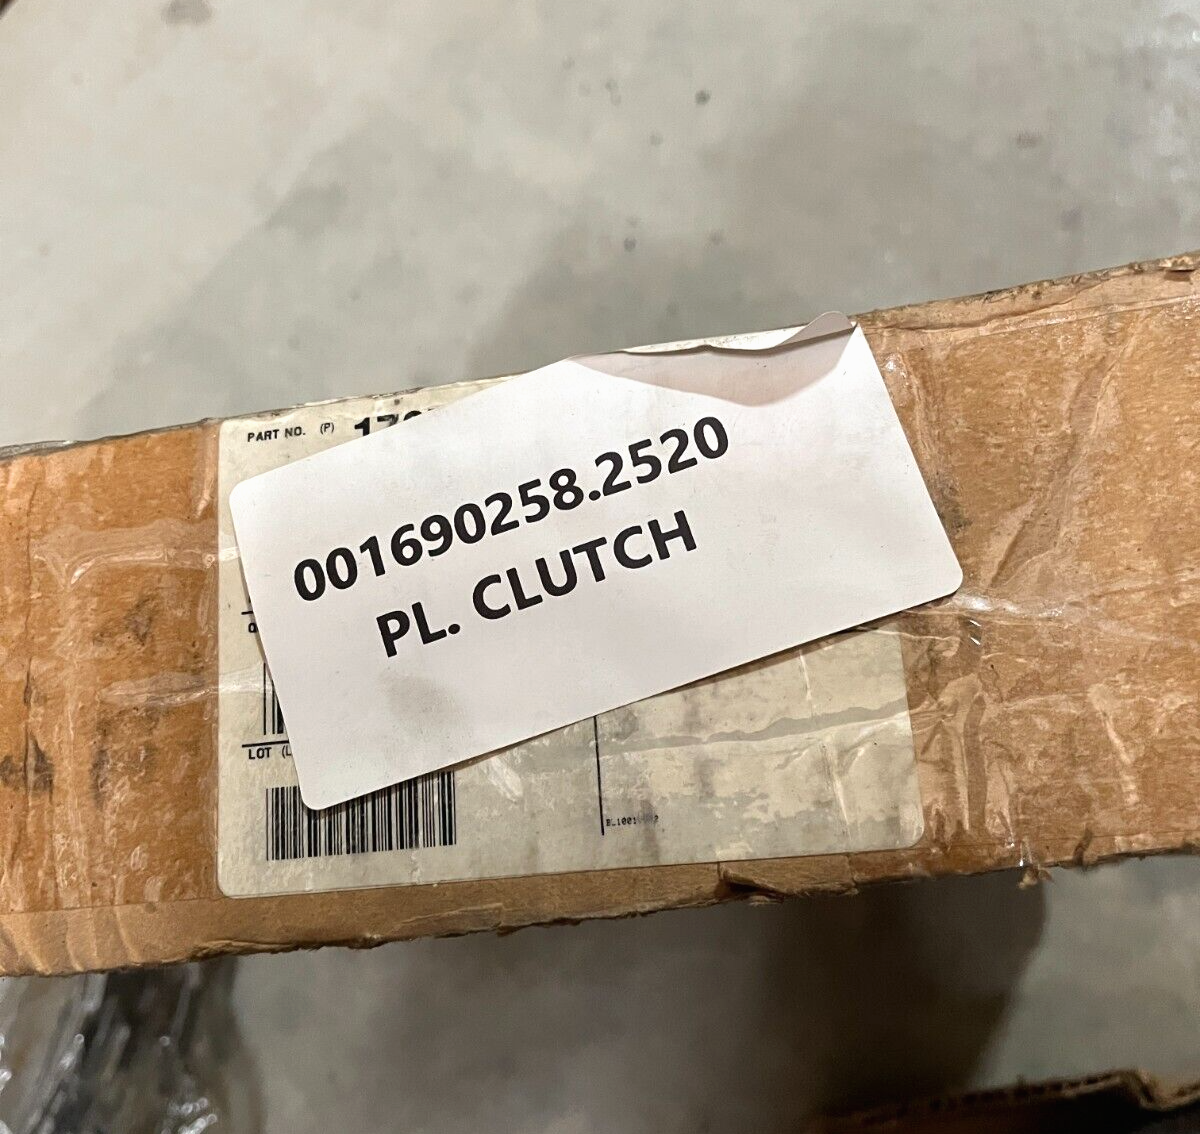 PART NO. (P)
001690258.2520
PL. CLUTCH
LOT (L